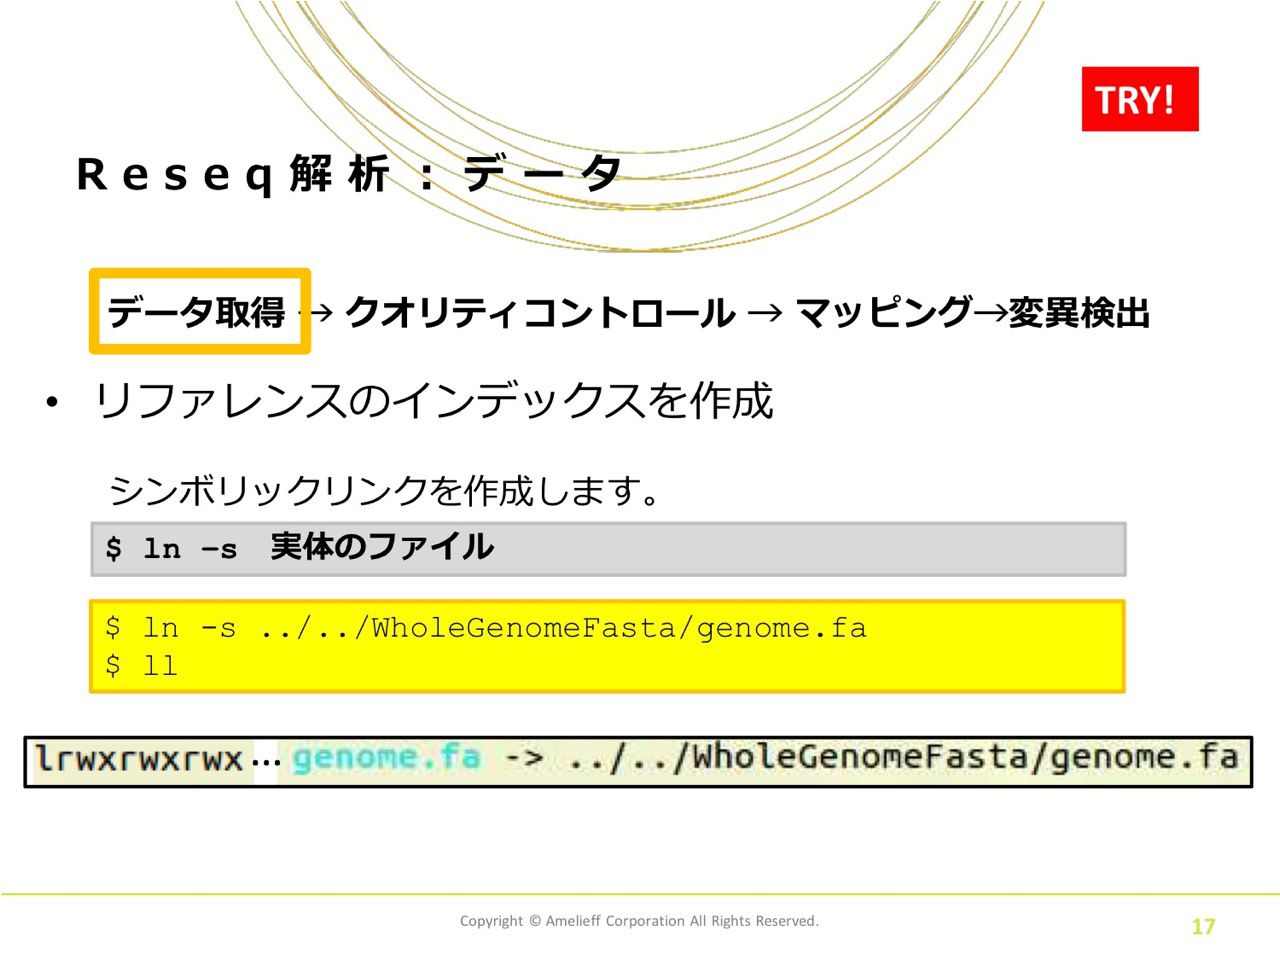 TRY!
Reseq解析：データ
データ取得 → クオリティコントロール → マッピング→変異検出
• リファレンスのインデックスを作成
シンボリックリンクを作成します。
$ ln –s 実体のファイル
$ ln -s ../../WholeGenomeFasta/genome.fa
$ ll
lrwxrwxrwx… genome.fa -> ../../WholeGenomeFasta/genome.fa
Copyright © Amelieff Corporation All Rights Reserved.
17